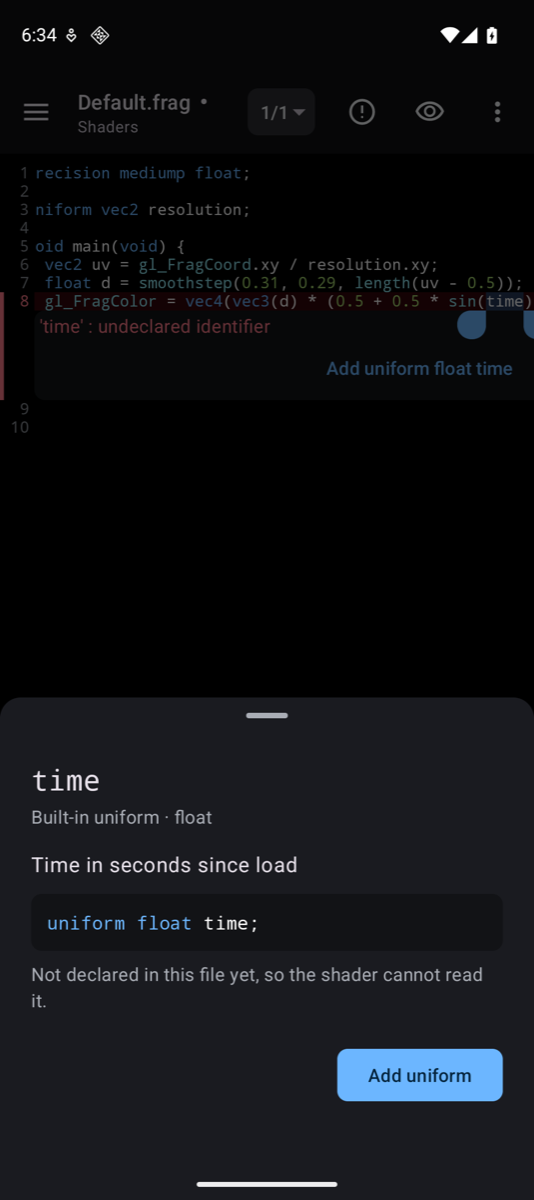 6:34
Default.frag •
Shaders
1/1
1 recision mediump float;
2
3 niform vec2 resolution;
4
5 oid main(void) {
6 vec2 uv = gl_FragCoord.xy / resolution.xy;
7 float d = smoothstep(0.31, 0.29, length(uv - 0.5));
8 gl_FragColor = vec4(vec3(d) * (0.5 + 0.5 * sin(time)
'time' : undeclared identifier
Add uniform float time
9
10
time
Built-in uniform · float
Time in seconds since load
uniform float time;
Not declared in this file yet, so the shader cannot read
it.
Add uniform